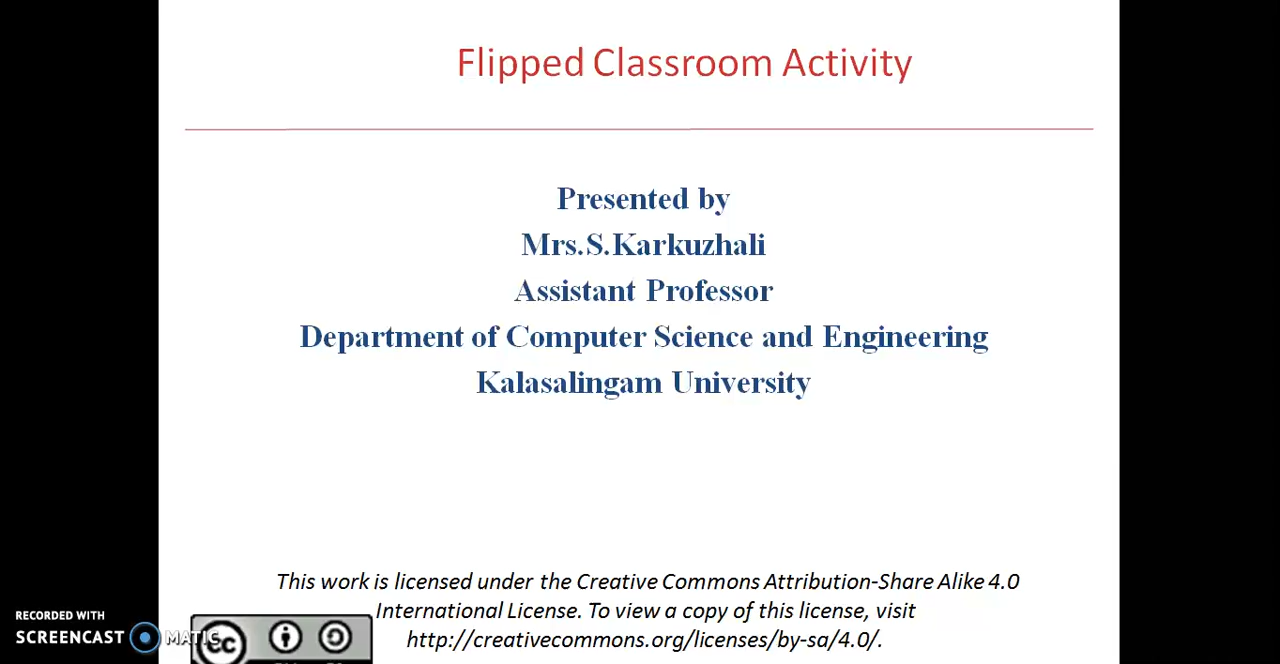 Flipped Classroom Activity
Presented by
Mrs.S.Karkuzhali
Assistant Professor
Department of Computer Science and Engineering
Kalasalingam University
This work is licensed under the Creative Commons Attribution-Share Alike 4.0
International License. To view a copy of this license, visit
http://creativecommons.org/licenses/by-sa/4.0/.
RECORDED WITH
SCREENCAST MATIC
cc